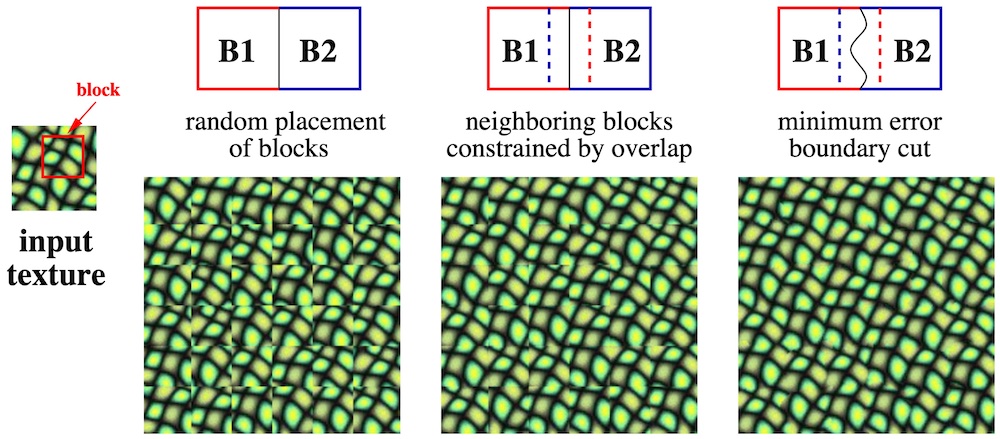 block
input
texture
B1 B2
random placement
of blocks
B1 B2
neighboring blocks
constrained by overlap
B1 B2
minimum error
boundary cut